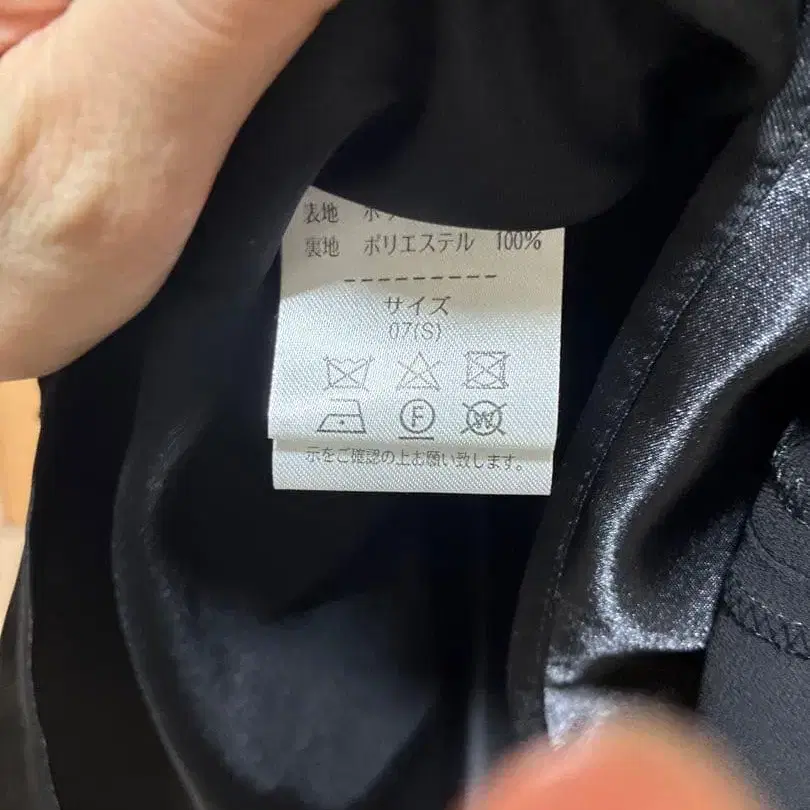 表地
裏地 ポリエステル 100%
サイズ
07(S)
F
W
示をご確認の上お願い致します。